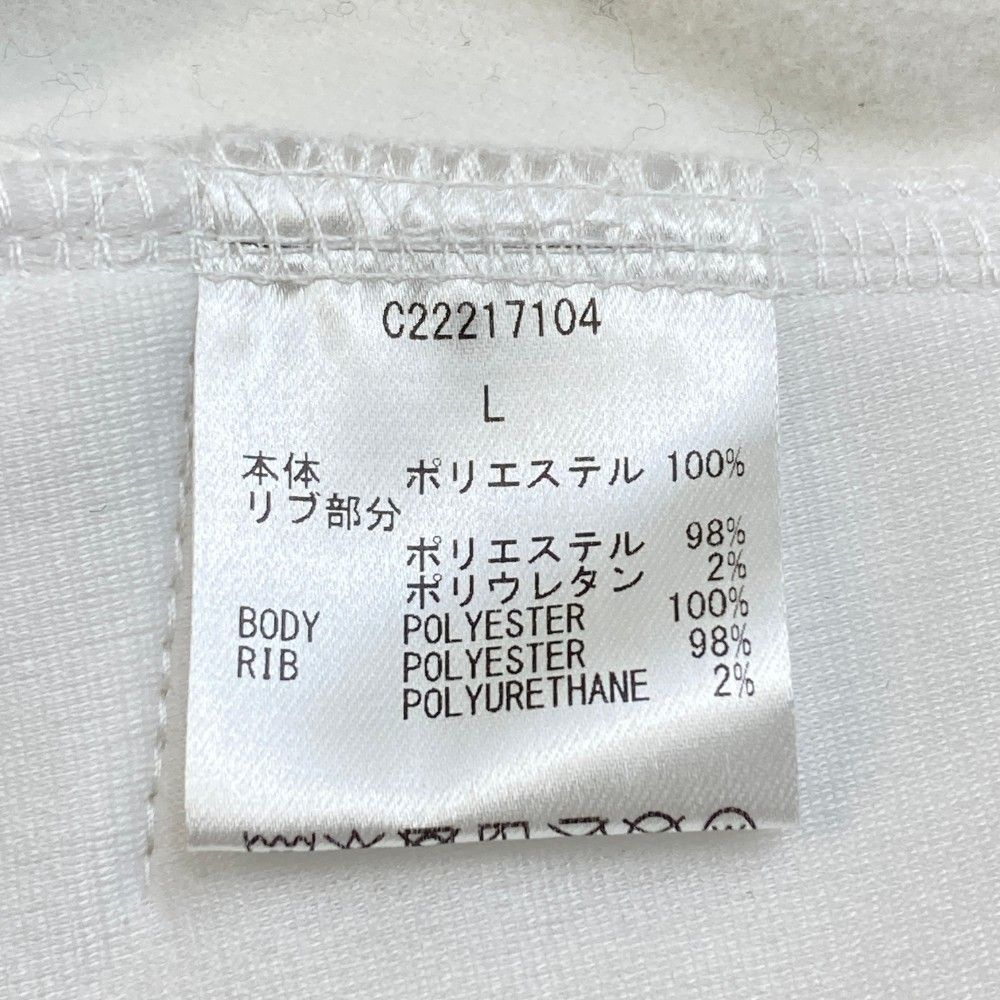 C22217104
L
本体 ポリエステル 100%
リブ部分
ポリエステル 98%
ポリウレタン 2%
BODY POLYESTER 100%
RIB POLYESTER 98%
POLYURETHANE 2%